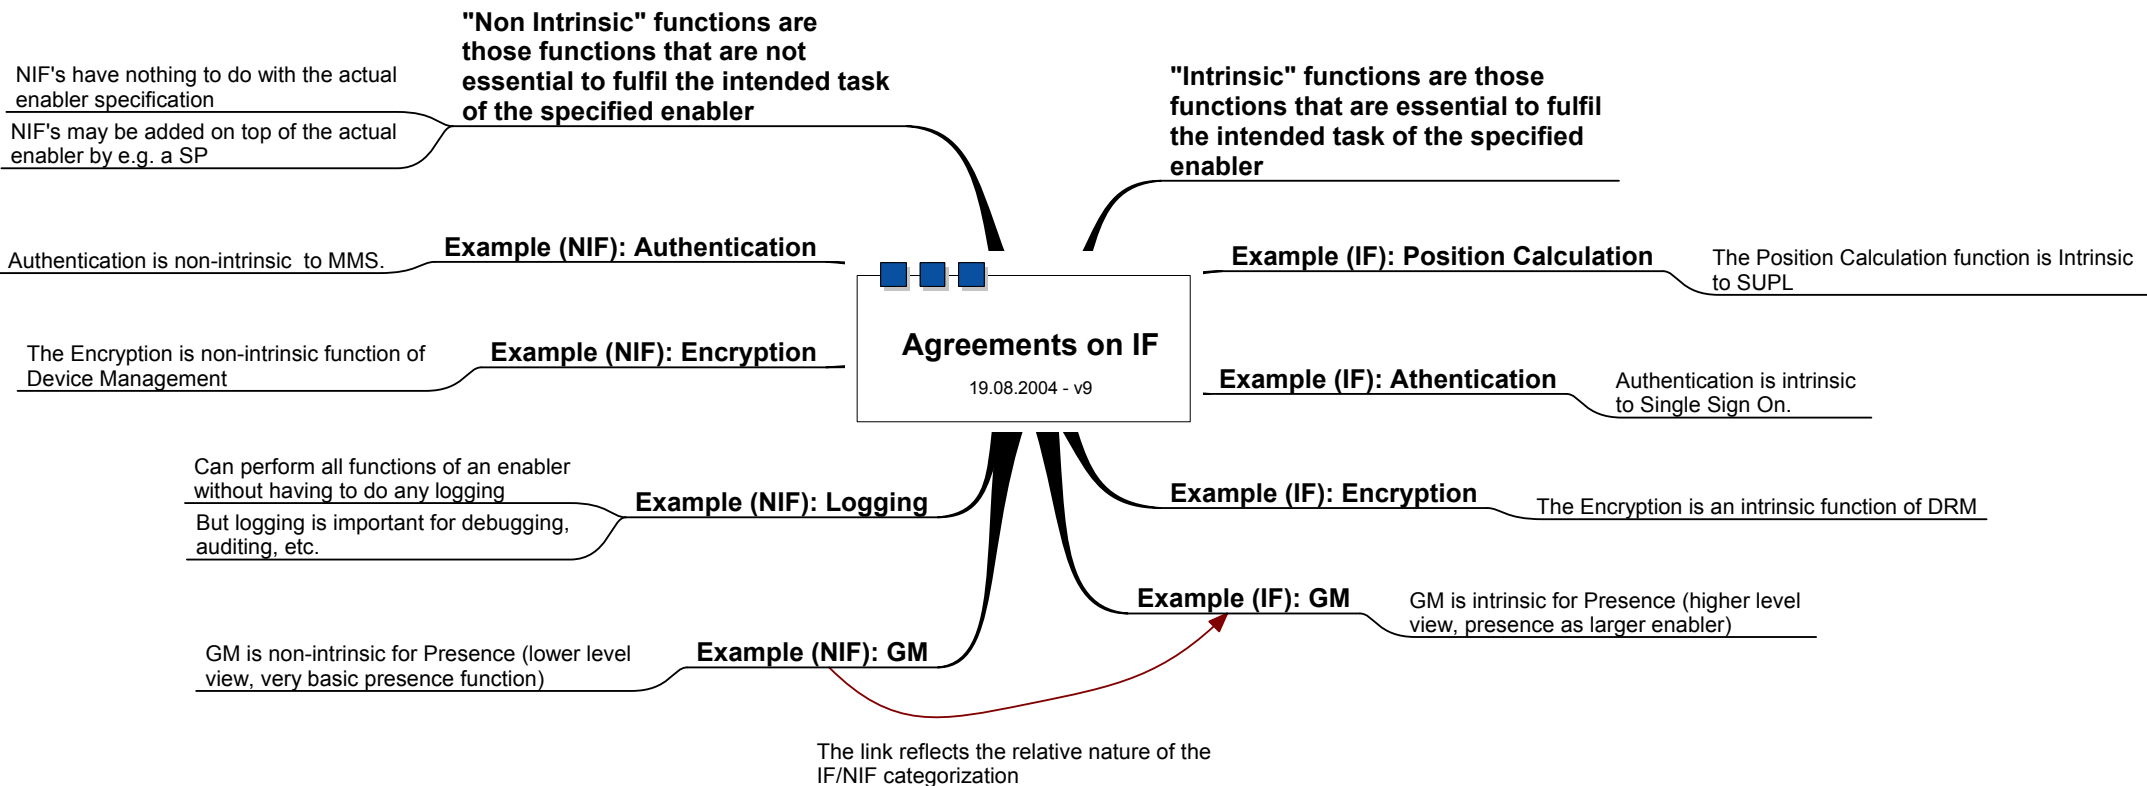 "Non Intrinsic" functions are
those functions that are not
essential to fulfil the intended task
of the specified enabler
NIF's have nothing to do with the actual
enabler specification
NIF's may be added on top of the actual
enabler by e.g. a SP
"Intrinsic" functions are those
functions that are essential to fulfil
the intended task of the specified
enabler
Example (NIF): Authentication
Authentication is non-intrinsic  to MMS.
Example (IF): Position Calculation
The Position Calculation function is Intrinsic
to SUPL
Agreements on IF
19.08.2004 - v9
Example (NIF): Encryption
The Encryption is non-intrinsic function of
Device Management
Example (IF): Athentication
Authentication is intrinsic
to Single Sign On.
Example (NIF): Logging
Can perform all functions of an enabler
without having to do any logging
But logging is important for debugging,
auditing, etc.
Example (IF): Encryption
The Encryption is an intrinsic function of DRM
Example (IF): GM
GM is intrinsic for Presence (higher level
view, presence as larger enabler)
Example (NIF): GM
GM is non-intrinsic for Presence (lower level
view, very basic presence function)
The link reflects the relative nature of the
IF/NIF categorization